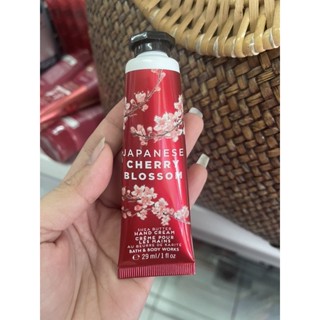 JAPANESE
CHERRY
BLOSSOM
SHEA BUTTER
HAND CREAM
CRÈME POUR
LES MAINS
AU BEURRE DE KARITÉ
BATH & BODY WORKS
e 29 ml/1 fl oz